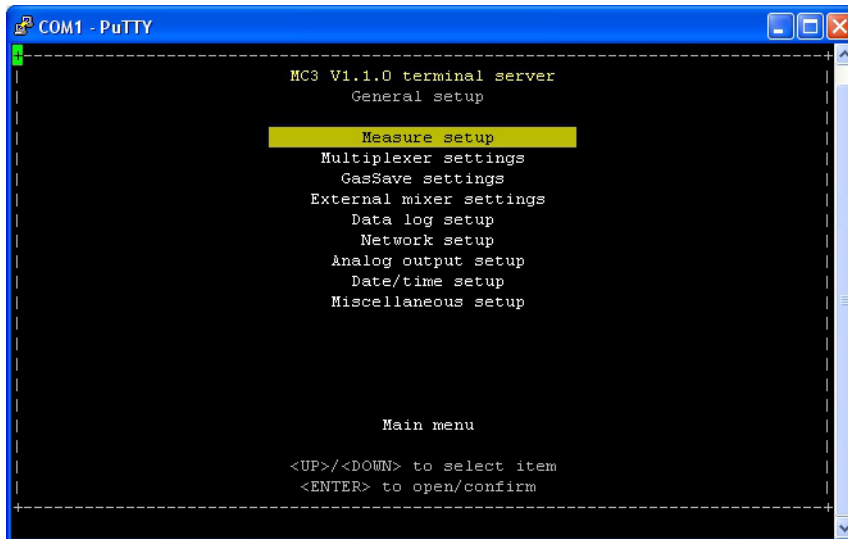 COM1 - PuTTY
MC3 V1.1.0 terminal server
General setup
Measure setup
Multiplexer settings
GasSave settings
External mixer settings
Data log setup
Network setup
Analog output setup
Date/time setup
Miscellaneous setup
Main menu
<UP>/<DOWN> to select item
<ENTER> to open/confirm